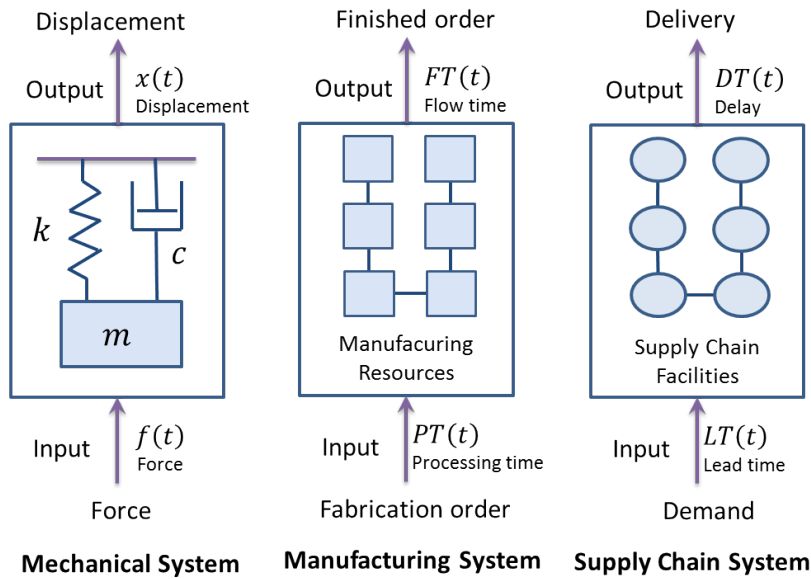 Displacement
Output
x(t)
Displacement
k
c
m
Input
f(t)
Force
Force
Mechanical System
Finished order
Output
FT(t)
Flow time
Manufacuring
Resources
Input
PT(t)
Processing time
Fabrication order
Manufacturing System
Delivery
Output
DT(t)
Delay
Supply Chain
Facilities
Input
LT(t)
Lead time
Demand
Supply Chain System